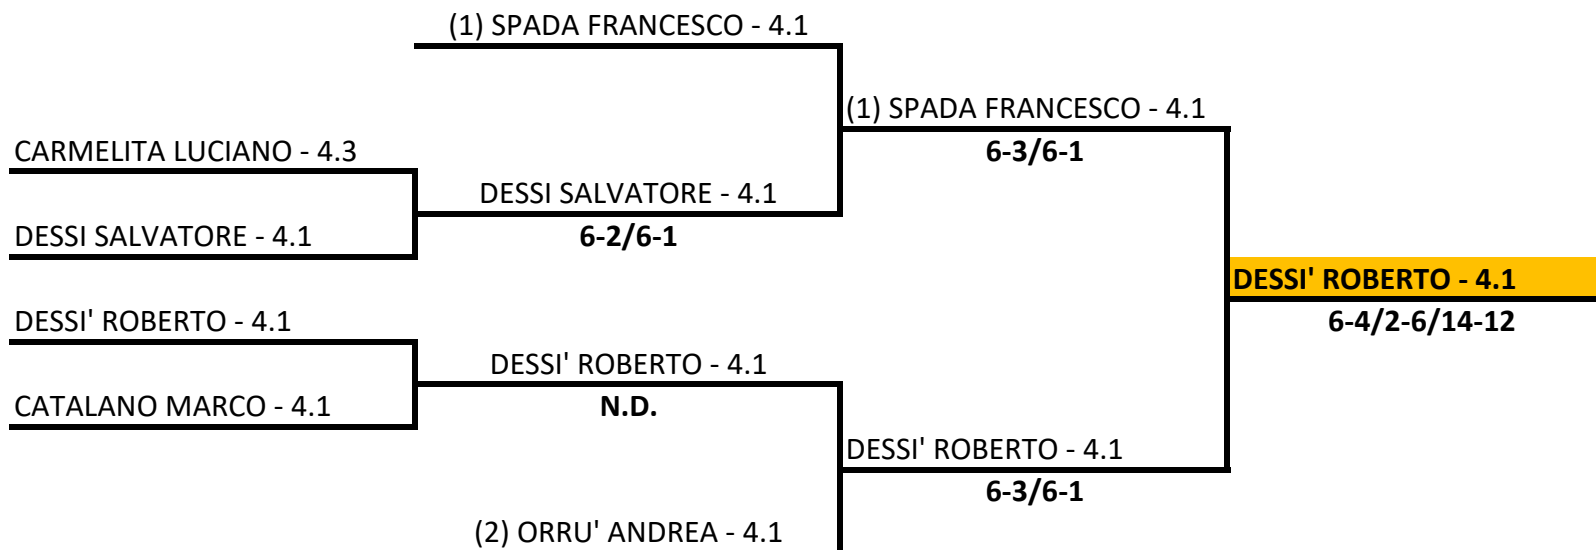 (1) SPADA FRANCESCO - 4.1
(1) SPADA FRANCESCO - 4.1
CARMELITA LUCIANO - 4.3
6-3/6-1
DESSI SALVATORE - 4.1
DESSI SALVATORE - 4.1
6-2/6-1
DESSI' ROBERTO - 4.1
DESSI' ROBERTO - 4.1
6-4/2-6/14-12
DESSI' ROBERTO - 4.1
CATALANO MARCO - 4.1
N.D.
DESSI' ROBERTO - 4.1
6-3/6-1
(2) ORRU' ANDREA - 4.1